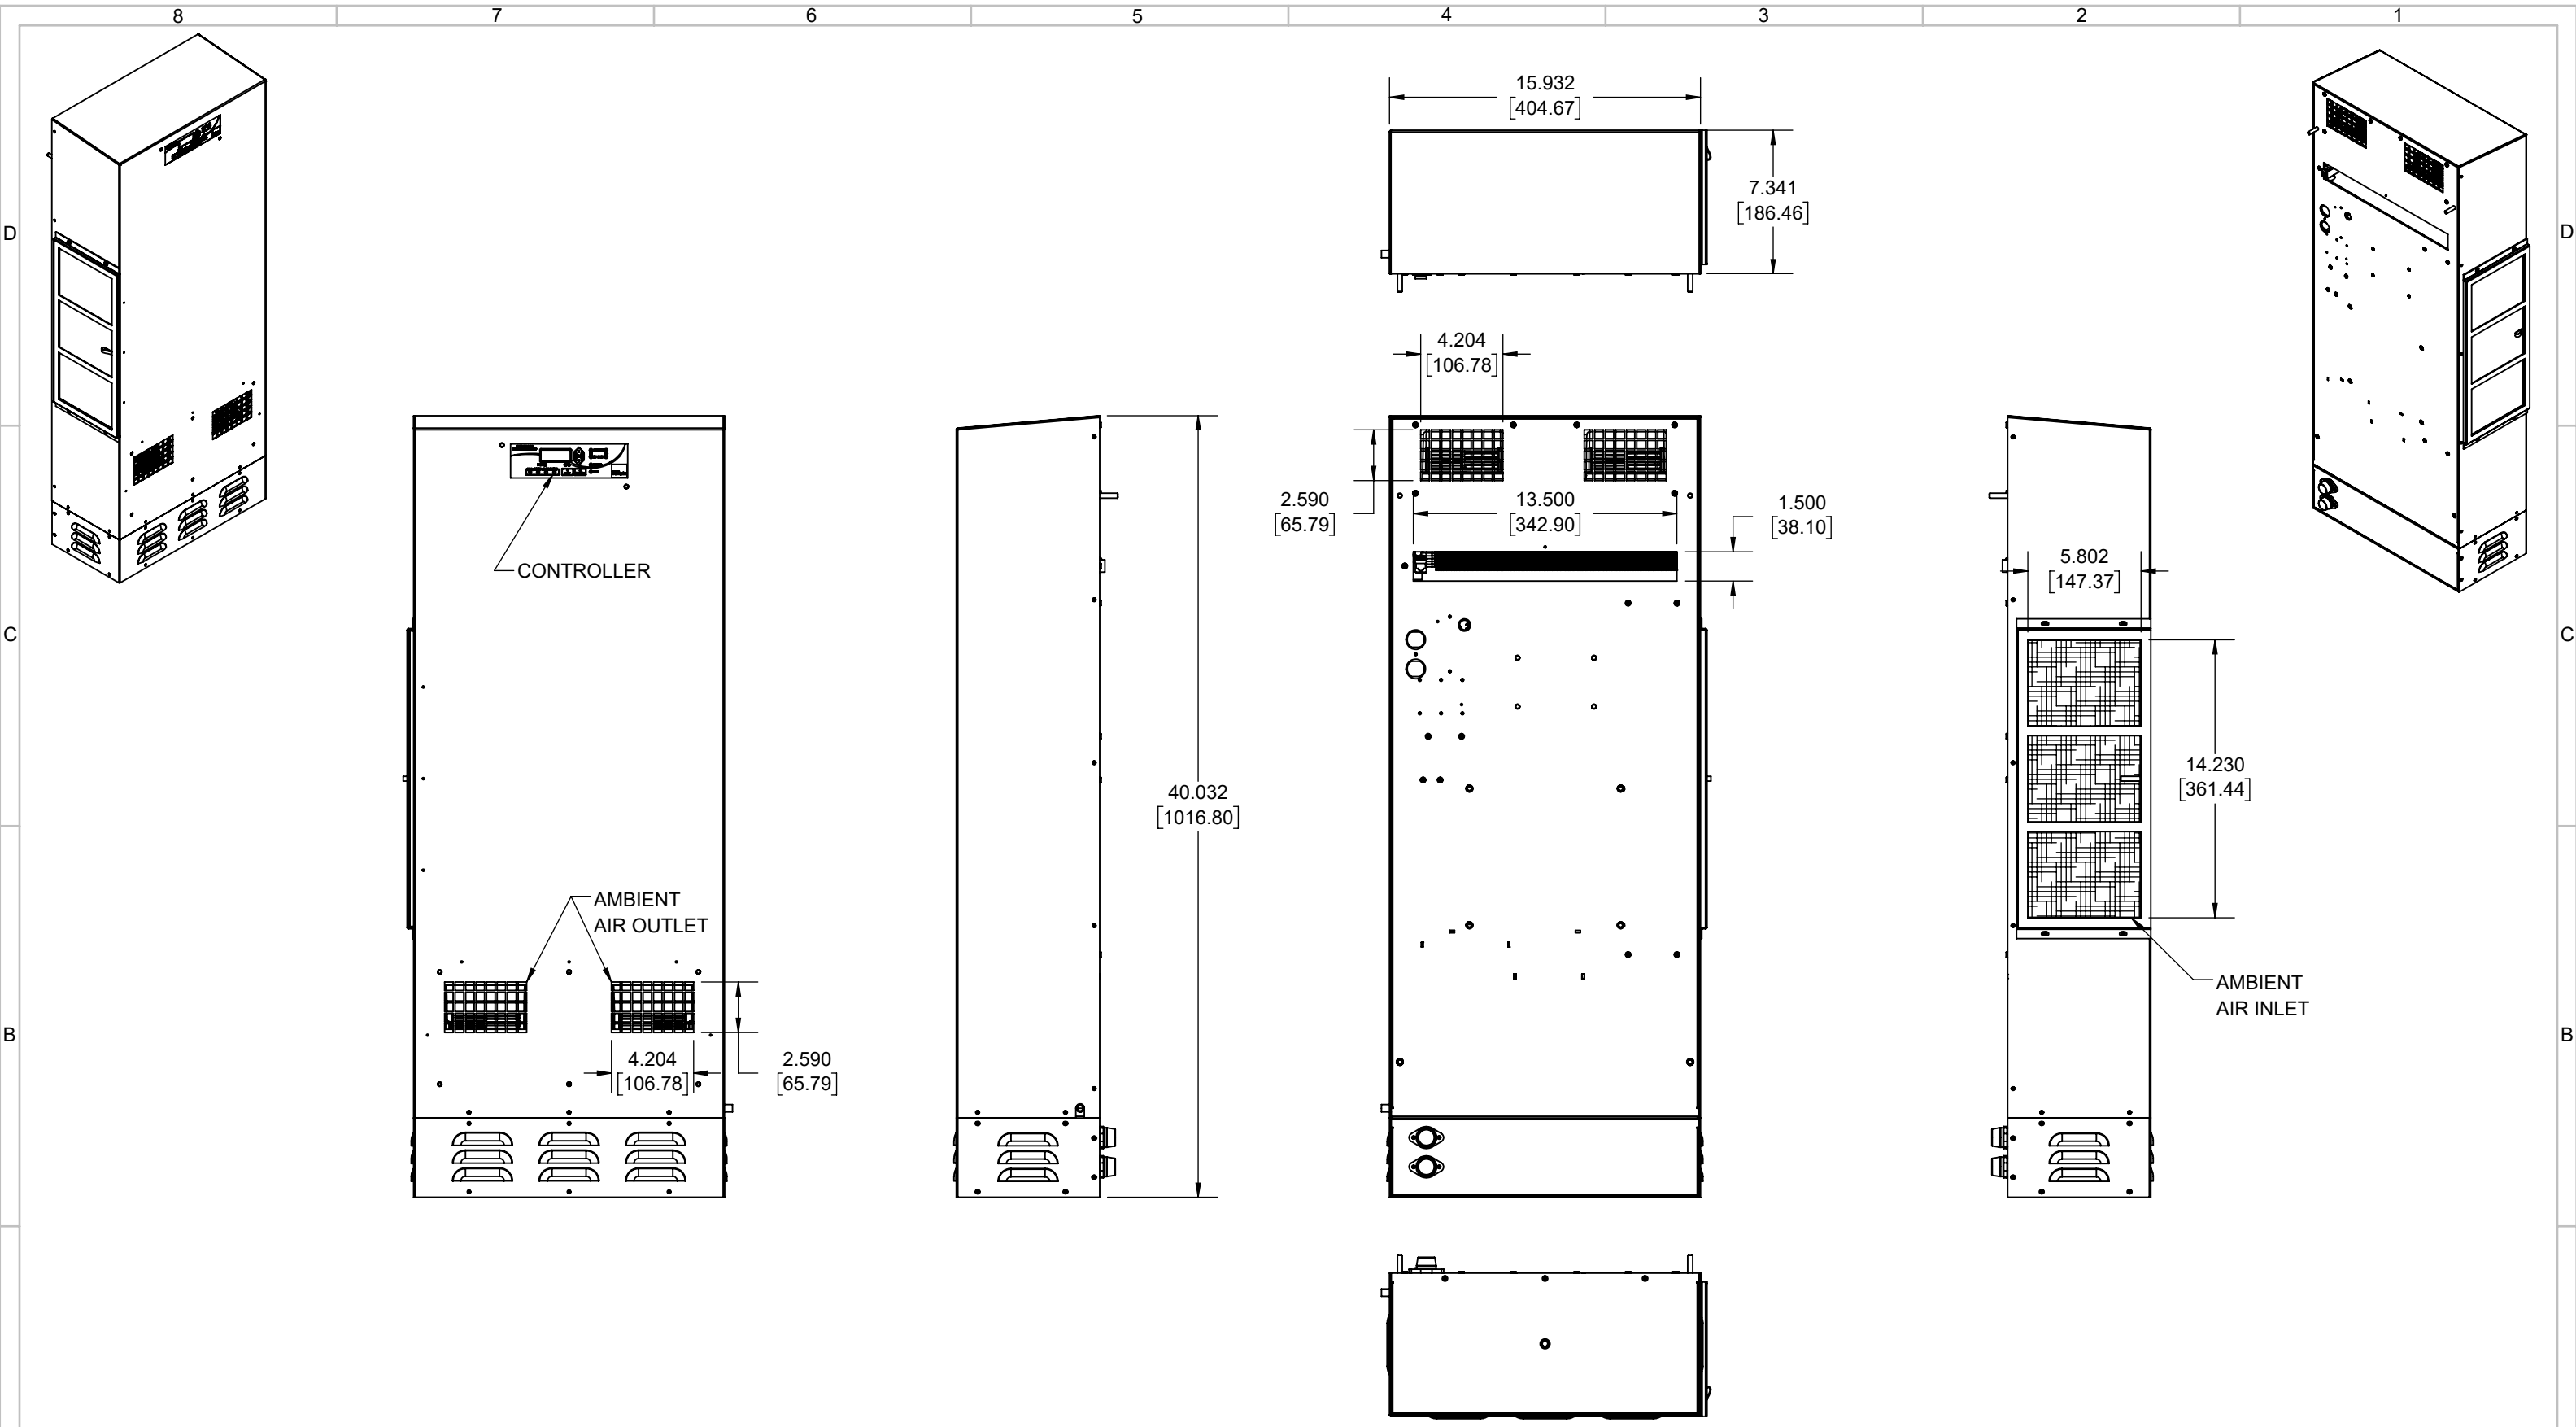 8 7 6 5 4 3 2 1
15.932
[404.67]
7.341
[186.46]
D D
4.204
[106.78]
2.590
[65.79]
13.500
[342.90]
1.500
[38.10]
CONTROLLER
5.802
[147.37]
C C
40.032
[1016.80]
14.230
[361.44]
AMBIENT
AIR OUTLET
AMBIENT
AIR INLET
B B
4.204
[106.78]
2.590
[65.79]